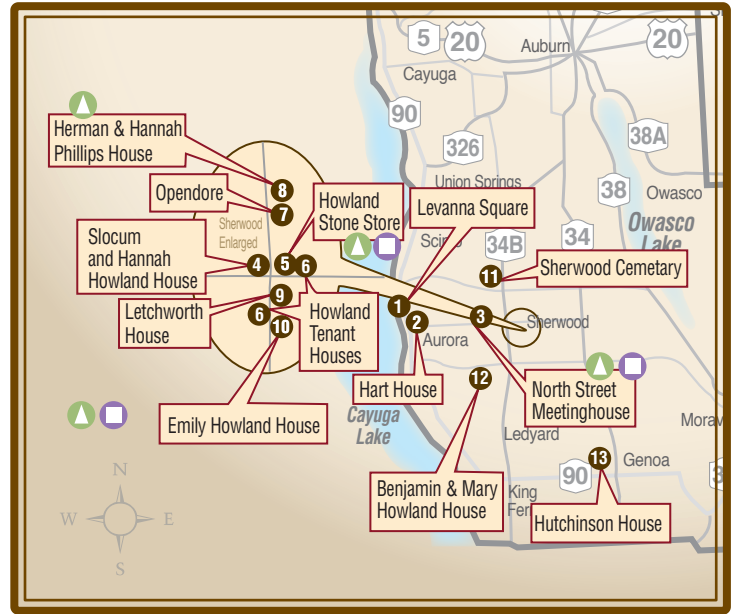 5
20
Auburn
20
Cayuga
90
38A
326
Herman & Hannah
Phillips House
8
Union Springs
38
Owasco
Opendore
7
Howland
Stone Store
Levanna Square
Sherwood
Enlarged
Owasco
Lake
Slocum
and Hannah
Howland House
4
5
6
34B
34
11
Sherwood Cemetary
Letchworth
House
9
6
10
Howland
Tenant
Houses
1
2
3
Sherwood
Aurora
Hart House
12
North Street
Meetinghouse
Emily Howland House
Cayuga
Lake
Ledyard
13
Genoa
90
Benjamin & Mary
Howland House
King
Hutchinson House
N
W
E
S